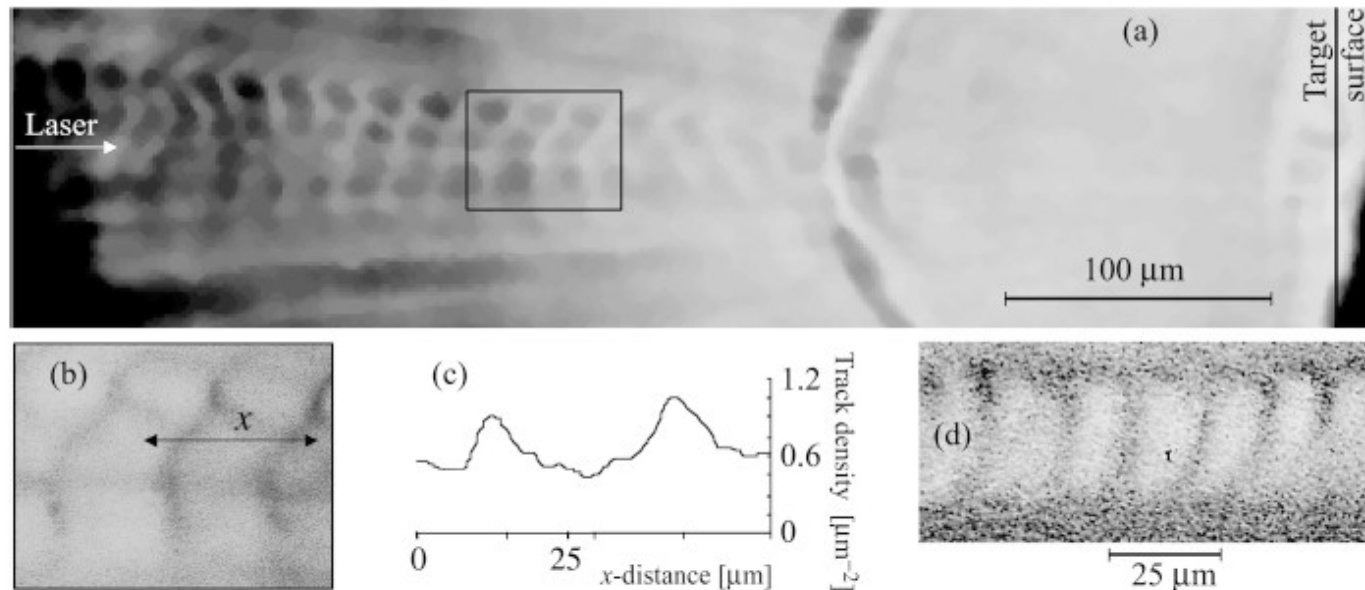 (a)
Laser
Target
surface
100 μm
(b)
x
(c)
1.2
0.6
0
Track density [μm⁻²]
0
25
x-distance [μm]
(d)
25 μm